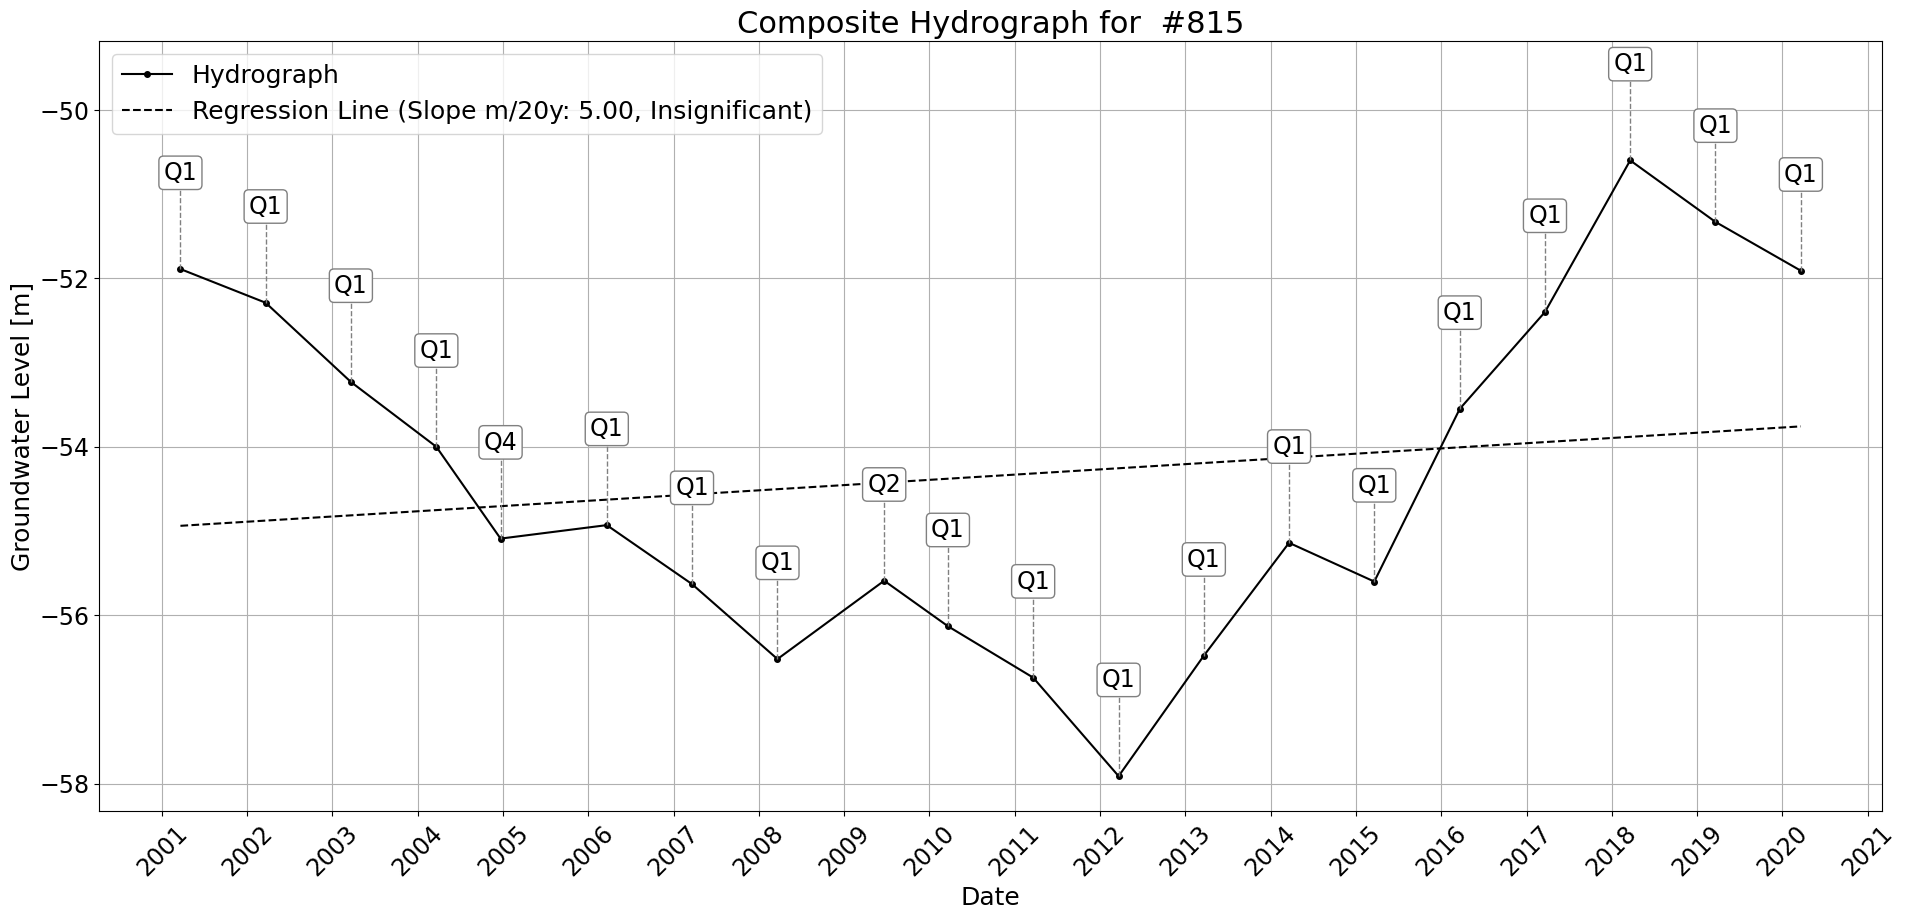 Composite Hydrograph for  #815
Hydrograph
Regression Line (Slope m/20y: 5.00, Insignificant)
Groundwater Level [m]
−50
−52
−54
−56
−58
Q1
Q1
Q1
Q1
Q4
Q1
Q1
Q1
Q2
Q1
Q1
Q1
Q1
Q1
Q1
Q1
Q1
Q1
Q1
Q1
2001
2002
2003
2004
2005
2006
2007
2008
2009
2010
2011
2012
2013
2014
2015
2016
2017
2018
2019
2020
2021
Date